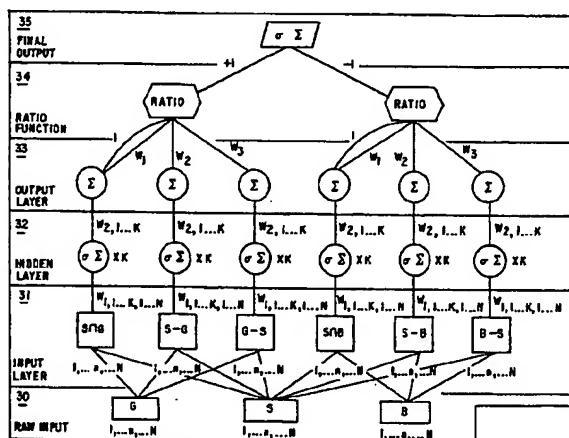 35
FINAL OUTPUT
σ Σ
+1
-1
34
RATIO FUNCTION
RATIO
RATIO
1
W1
W2
W3
1
W1
W2
W3
33
OUTPUT LAYER
Σ
Σ
Σ
Σ
Σ
Σ
32
HIDDEN LAYER
W2,1...K
W2,1...K
W2,1...K
W2,1...K
W2,1...K
W2,1...K
σ Σ XK
σ Σ XK
σ Σ XK
σ Σ XK
σ Σ XK
σ Σ XK
31
INPUT LAYER
W1,1...K,1...N
W1,1...K,1...N
W1,1...K,1...N
W1,1...K,1...N
W1,1...K,1...N
W1,1...K,1...N
S∩G
S-G
G-S
S∩B
S-B
B-S
1,...n,...N
1,...n,...N
1,...n,...N
1,...n,...N
1,...n,...N
1,...n,...N
30
RAW INPUT
G
S
B
1,...n,...N
1,...n,...N
1,...n,...N